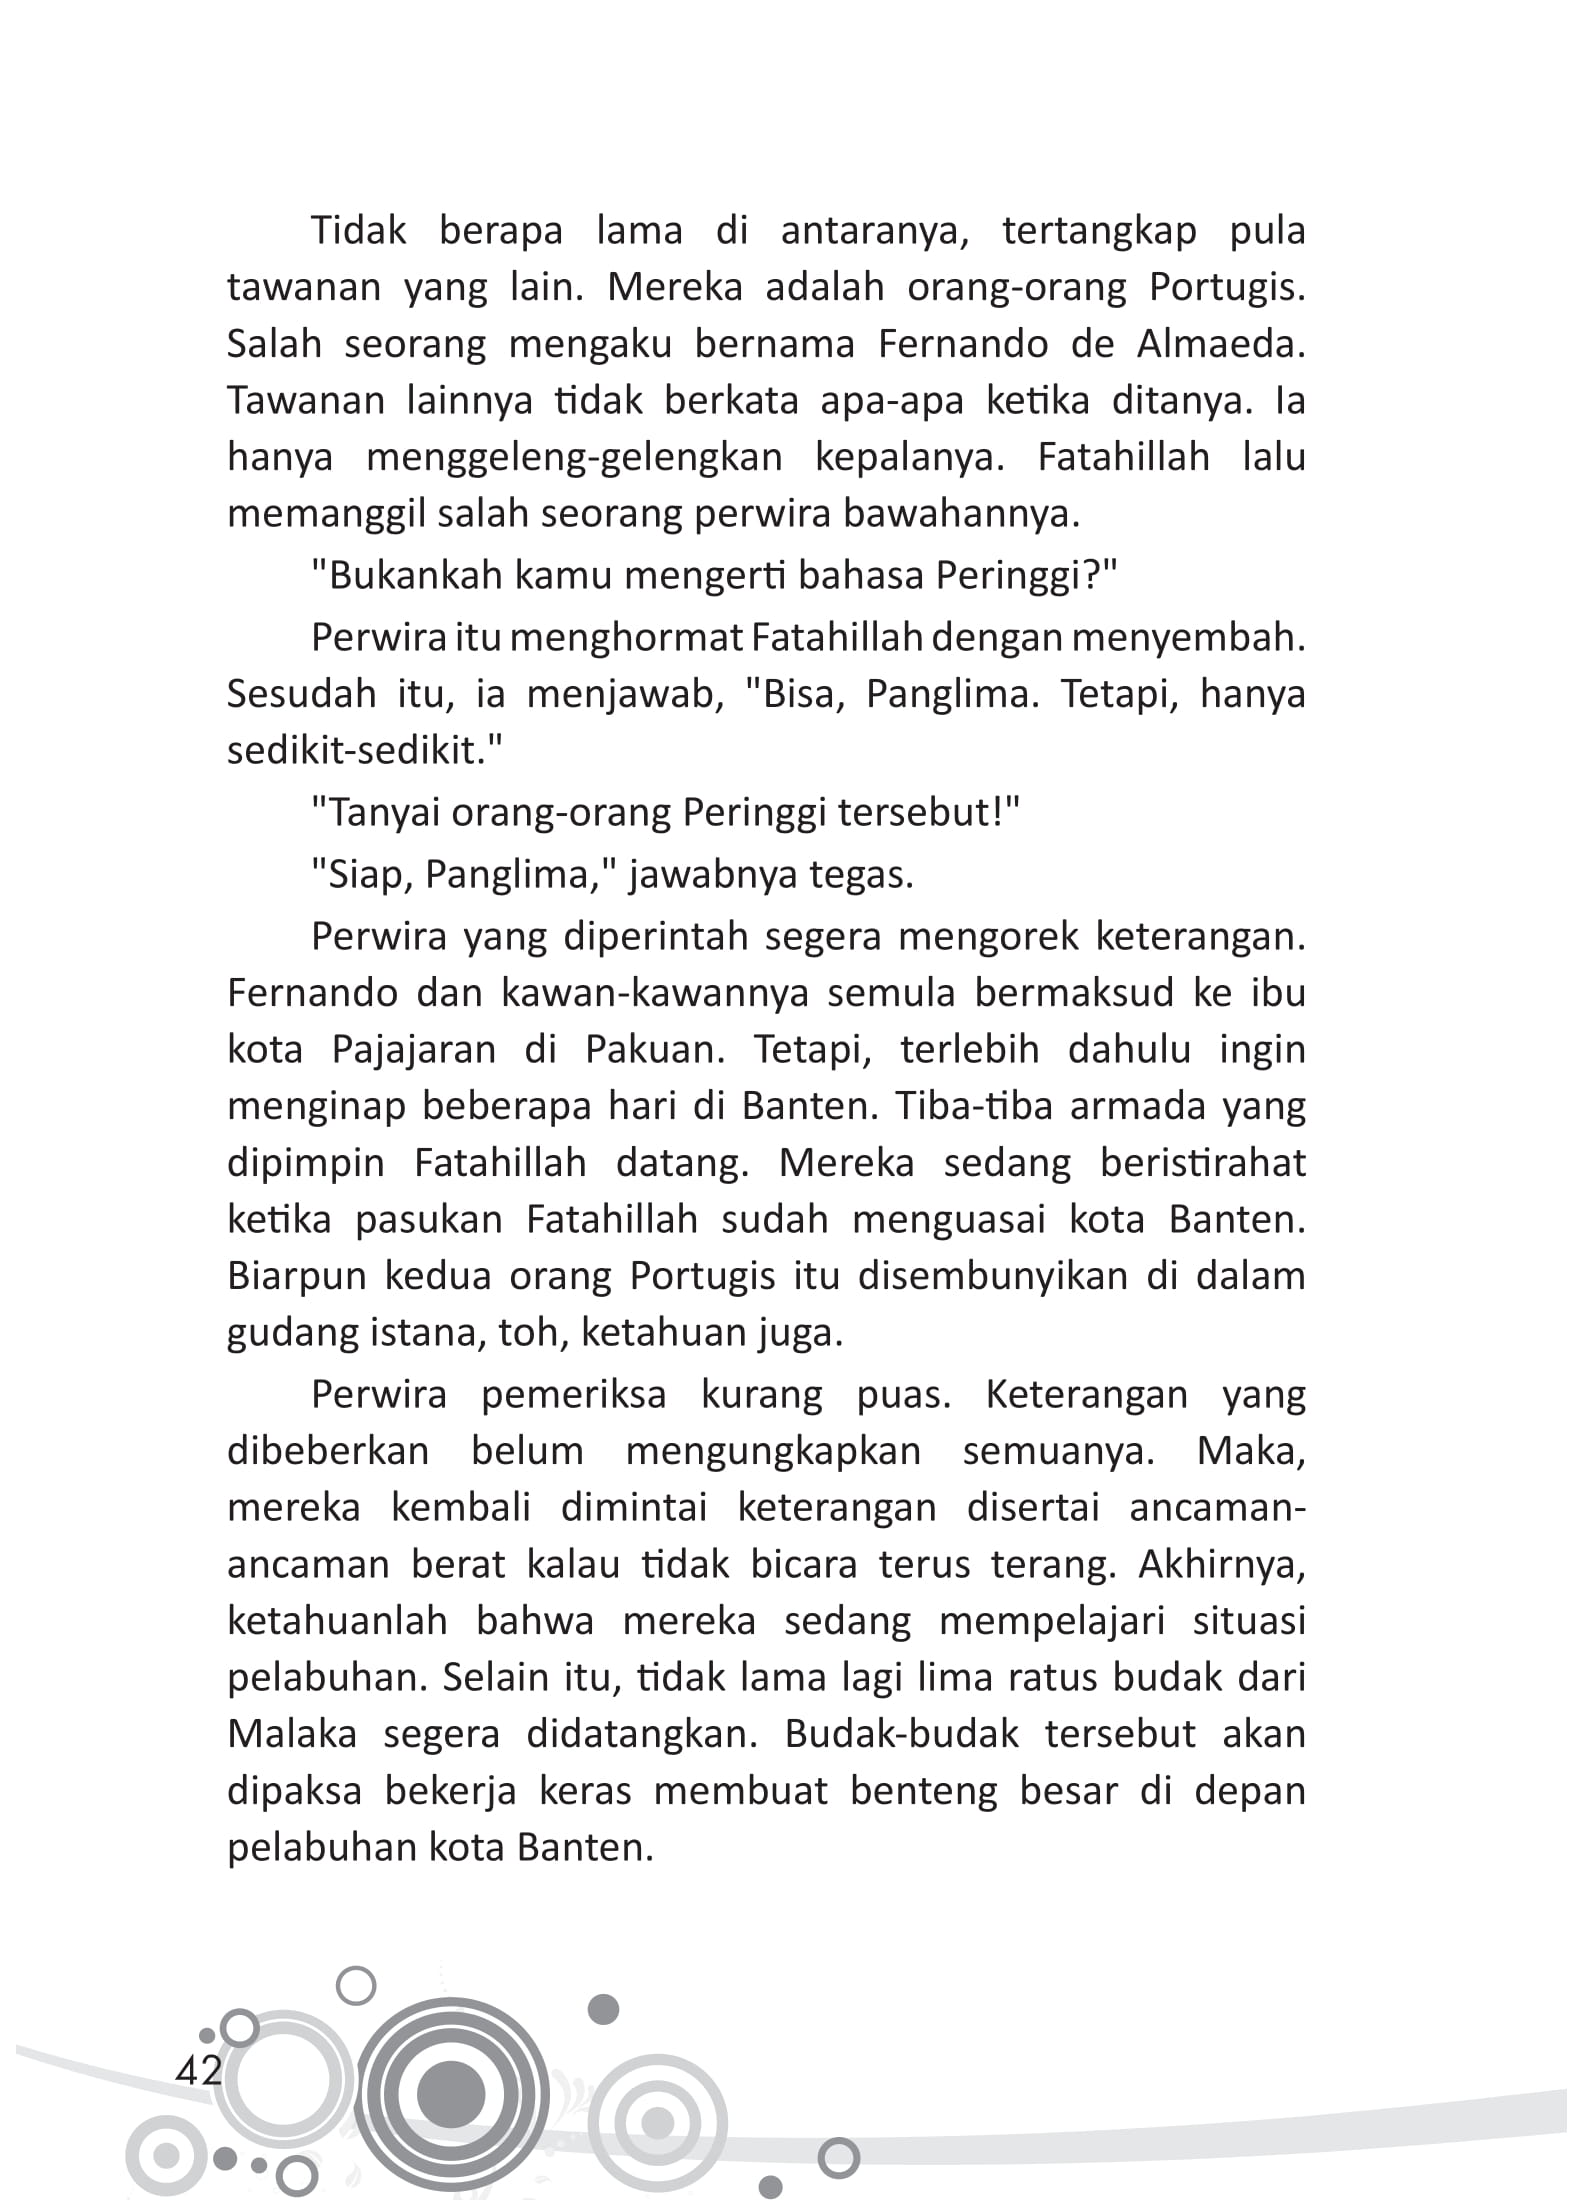 Tidak berapa lama di antaranya, tertangkap pula
tawanan yang lain. Mereka adalah orang-orang Portugis.
Salah seorang mengaku bernama Fernando de Almaeda.
Tawanan lainnya tidak berkata apa-apa ketika ditanya. Ia
hanya menggeleng-gelengkan kepalanya. Fatahillah lalu
memanggil salah seorang perwira bawahannya.
"Bukankah kamu mengerti bahasa Peringgi?"
Perwira itu menghormat Fatahillah dengan menyembah.
Sesudah itu, ia menjawab, "Bisa, Panglima. Tetapi, hanya
sedikit-sedikit."
"Tanyai orang-orang Peringgi tersebut!"
"Siap, Panglima," jawabnya tegas.
Perwira yang diperintah segera mengorek keterangan.
Fernando dan kawan-kawannya semula bermaksud ke ibu
kota Pajajaran di Pakuan. Tetapi, terlebih dahulu ingin
menginap beberapa hari di Banten. Tiba-tiba armada yang
dipimpin Fatahillah datang. Mereka sedang beristirahat
ketika pasukan Fatahillah sudah menguasai kota Banten.
Biarpun kedua orang Portugis itu disembunyikan di dalam
gudang istana, toh, ketahuan juga.
Perwira pemeriksa kurang puas. Keterangan yang
dibeberkan belum mengungkapkan semuanya. Maka,
mereka kembali dimintai keterangan disertai ancaman-
ancaman berat kalau tidak bicara terus terang. Akhirnya,
ketahuanlah bahwa mereka sedang mempelajari situasi
pelabuhan. Selain itu, tidak lama lagi lima ratus budak dari
Malaka segera didatangkan. Budak-budak tersebut akan
dipaksa bekerja keras membuat benteng besar di depan
pelabuhan kota Banten.
42